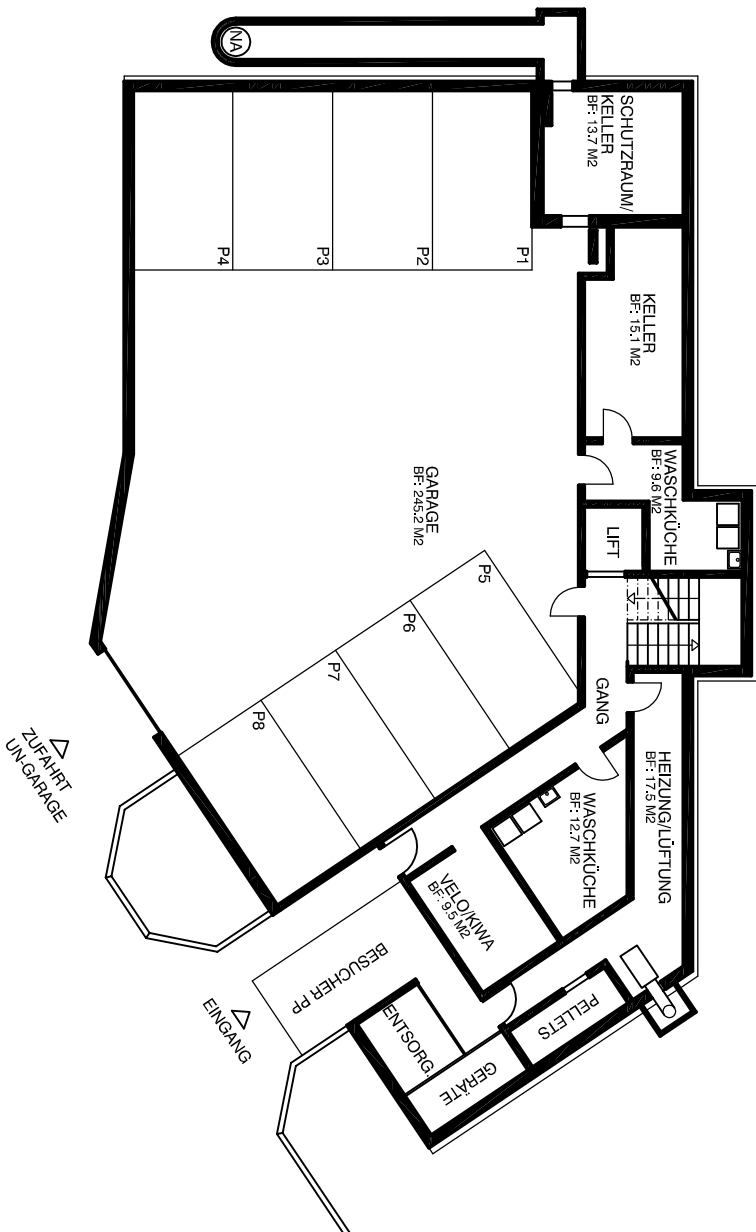 NA
SCHUTZRAUM/
KELLER
BF: 13.7 M2
P4
P3
P2
P1
KELLER
BF: 15.1 M2
WASCHKÜCHE
BF: 9.6 M2
GARAGE
BF: 245.2 M2
LIFT
P5
P6
P7
P8
GANG
HEIZUNG/LÜFTUNG
BF: 17.5 M2
WASCHKÜCHE
BF: 12.7 M2
VELO/KIWA
BF: 9.5 M2
BESUCHER PP
ENTSORG.
GERÄTE
PELLETS
ZUFAHRT
UN-GARAGE
EINGANG